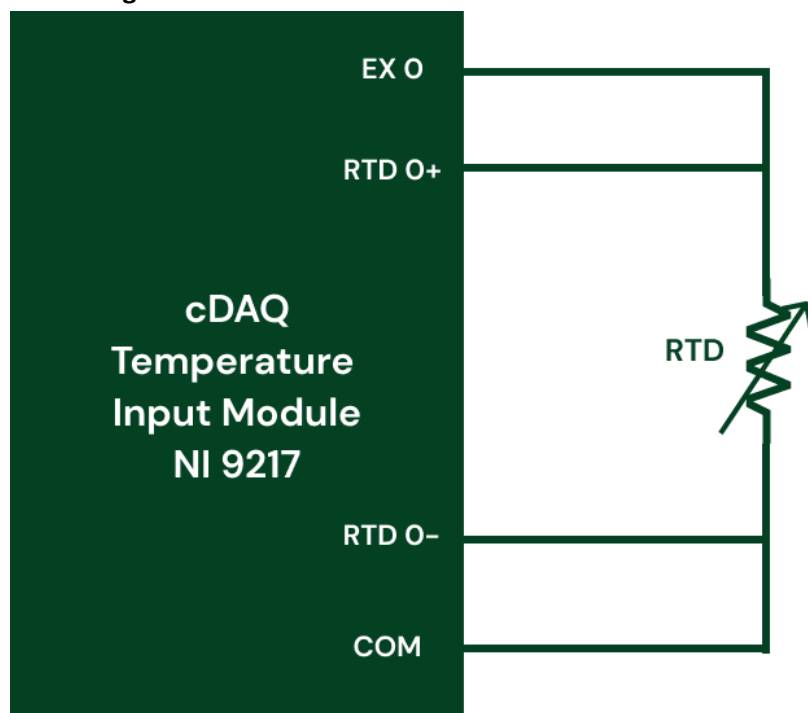 EX 0
RTD 0+
cDAQ
Temperature
Input Module
NI 9217
RTD
RTD 0-
COM